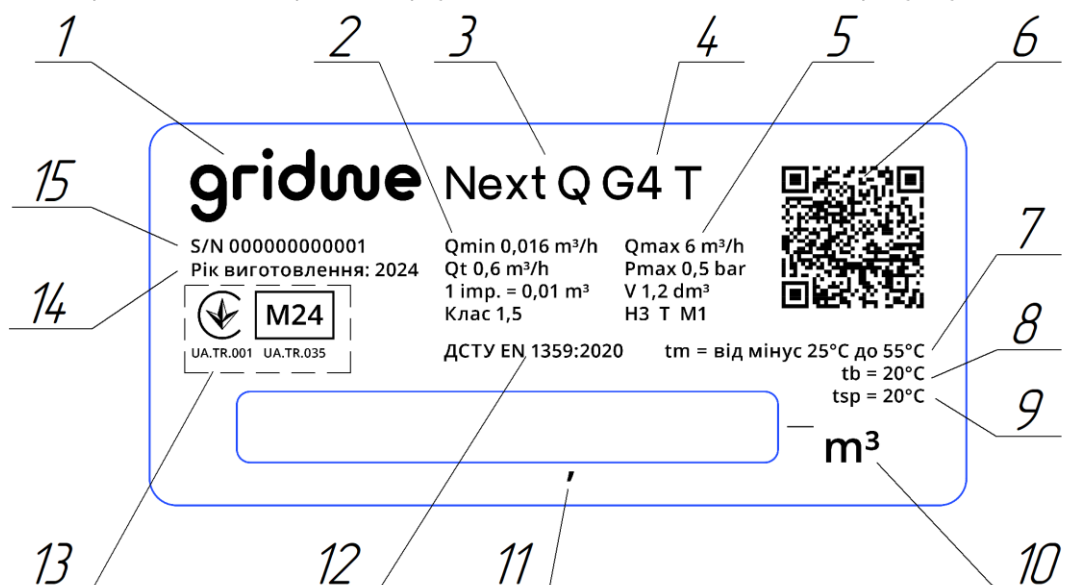 1 2 3 4 5 6
gridwe Next Q G4 T
15
S/N 000000000001 Qmin 0,016 m³/h Qmax 6 m³/h
7
Рік виготовлення: 2024 Qt 0,6 m³/h Pmax 0,5 bar
14
1 imp. = 0,01 m³ V 1,2 dm³
M24 Клас 1,5 H3 T M1
8
UA.TR.001 UA.TR.035 ДСТУ EN 1359:2020 tm = від мінус 25°C до 55°C
tb = 20°C
tsp = 20°C
9
m³
,
13 12 11 10